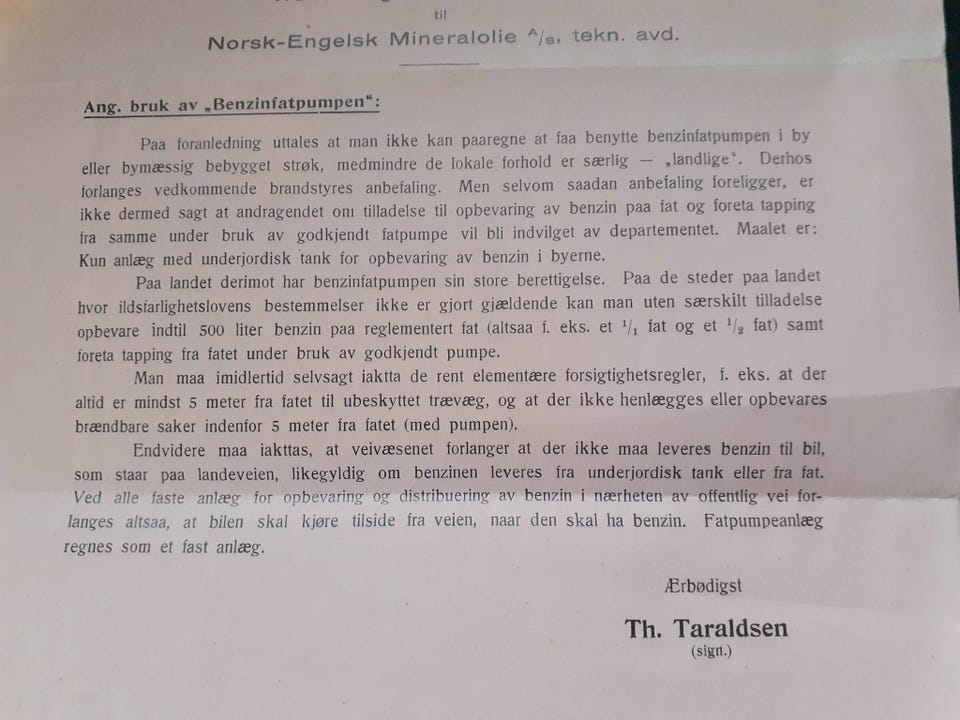 til
Norsk-Engelsk Mineralolie A/s, tekn. avd.
Ang. bruk av „Benzinfatpumpen“:
Paa foranledning uttales at man ikke kan paaregne at faa benytte benzinfatpumpen i by
eller bymæssig bebygget strøk, medmindre de lokale forhold er særlig — „landlige“. Derhos
forlanges vedkommende brandstyres anbefaling. Men selvom saadan anbefaling foreligger, er
ikke dermed sagt at andragendet om tilladelse til opbevaring av benzin paa fat og foreta tapping
fra samme under bruk av godkjendt fatpumpe vil bli indvilget av departementet. Maalet er:
Kun anlæg med underjordisk tank for opbevaring av benzin i byerne.
Paa landet derimot har benzinfatpumpen sin store berettigelse. Paa de steder paa landet
hvor ildsfarlighetslovens bestemmelser ikke er gjort gjældende kan man uten særskilt tilladelse
opbevare indtil 500 liter benzin paa reglementert fat (altsaa f. eks. et 1/1 fat og et 1/2 fat) samt
foreta tapping fra fatet under bruk av godkjendt pumpe.
Man maa imidlertid selvsagt iaktta de rent elementære forsigtighetsregler, f. eks. at der
altid er mindst 5 meter fra fatet til ubeskyttet trævæg, og at der ikke henlægges eller opbevares
brændbare saker indenfor 5 meter fra fatet (med pumpen).
Endvidere maa iakttas, at veivæsenet forlanger at der ikke maa leveres benzin til bil,
som staar paa landeveien, likegyldig om benzinen leveres fra underjordisk tank eller fra fat.
Ved alle faste anlæg for opbevaring og distribuering av benzin i nærheten av offentlig vei for-
langes altsaa, at bilen skal kjøre tilside fra veien, naar den skal ha benzin. Fatpumpeanlæg
regnes som et fast anlæg.
Ærbødigst
Th. Taraldsen
(sign.)